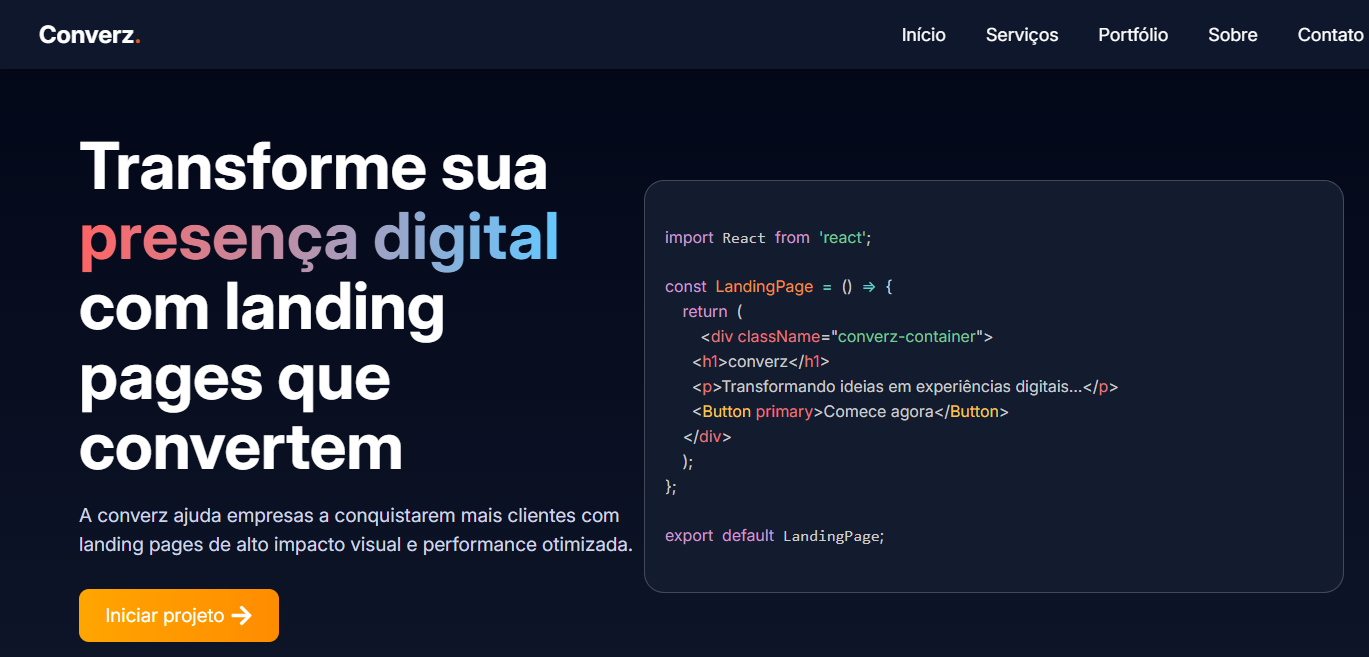 Converz.
Início Serviços Portfólio Sobre Contato
Transforme sua
presença digital
com landing
pages que
convertem
A converz ajuda empresas a conquistarem mais clientes com
landing pages de alto impacto visual e performance otimizada.
Iniciar projeto →
import React from 'react';
const LandingPage = () => {
return (
<div className="converz-container">
<h1>converz</h1>
<p>Transformando ideias em experiências digitais...</p>
<Button primary>Comece agora</Button>
</div>
);
};
export default LandingPage;